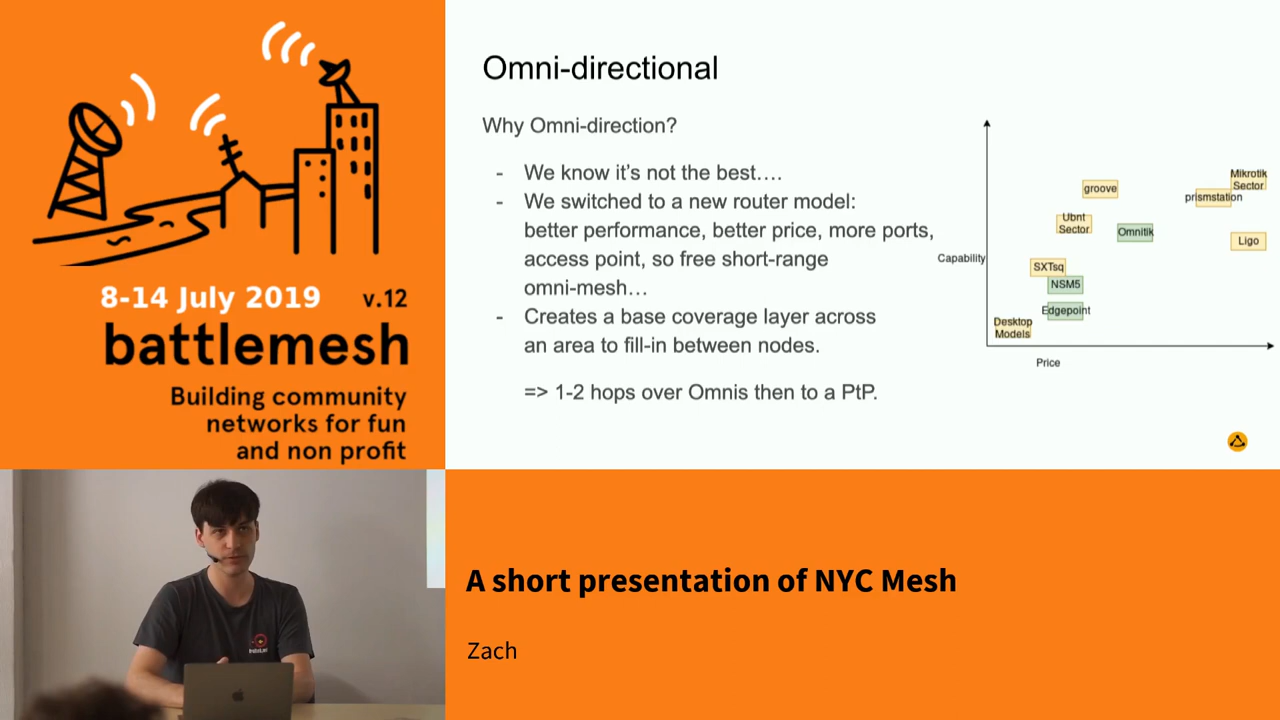 8-14 July 2019 v.12
battlemesh
Building community
networks for fun
and non profit
Omni-directional
Why Omni-direction?
- We know it's not the best….
- We switched to a new router model:
better performance, better price, more ports,
access point, so free short-range
omni-mesh…
- Creates a base coverage layer across
an area to fill-in between nodes.
=> 1-2 hops over Omnis then to a PtP.
Capability
groove
Mikrotik
Sector
prismstation
Ubnt
Sector
Omnitik
Ligo
SXTsq
NSM5
Edgepoint
Desktop
Models
Price
A short presentation of NYC Mesh
Zach